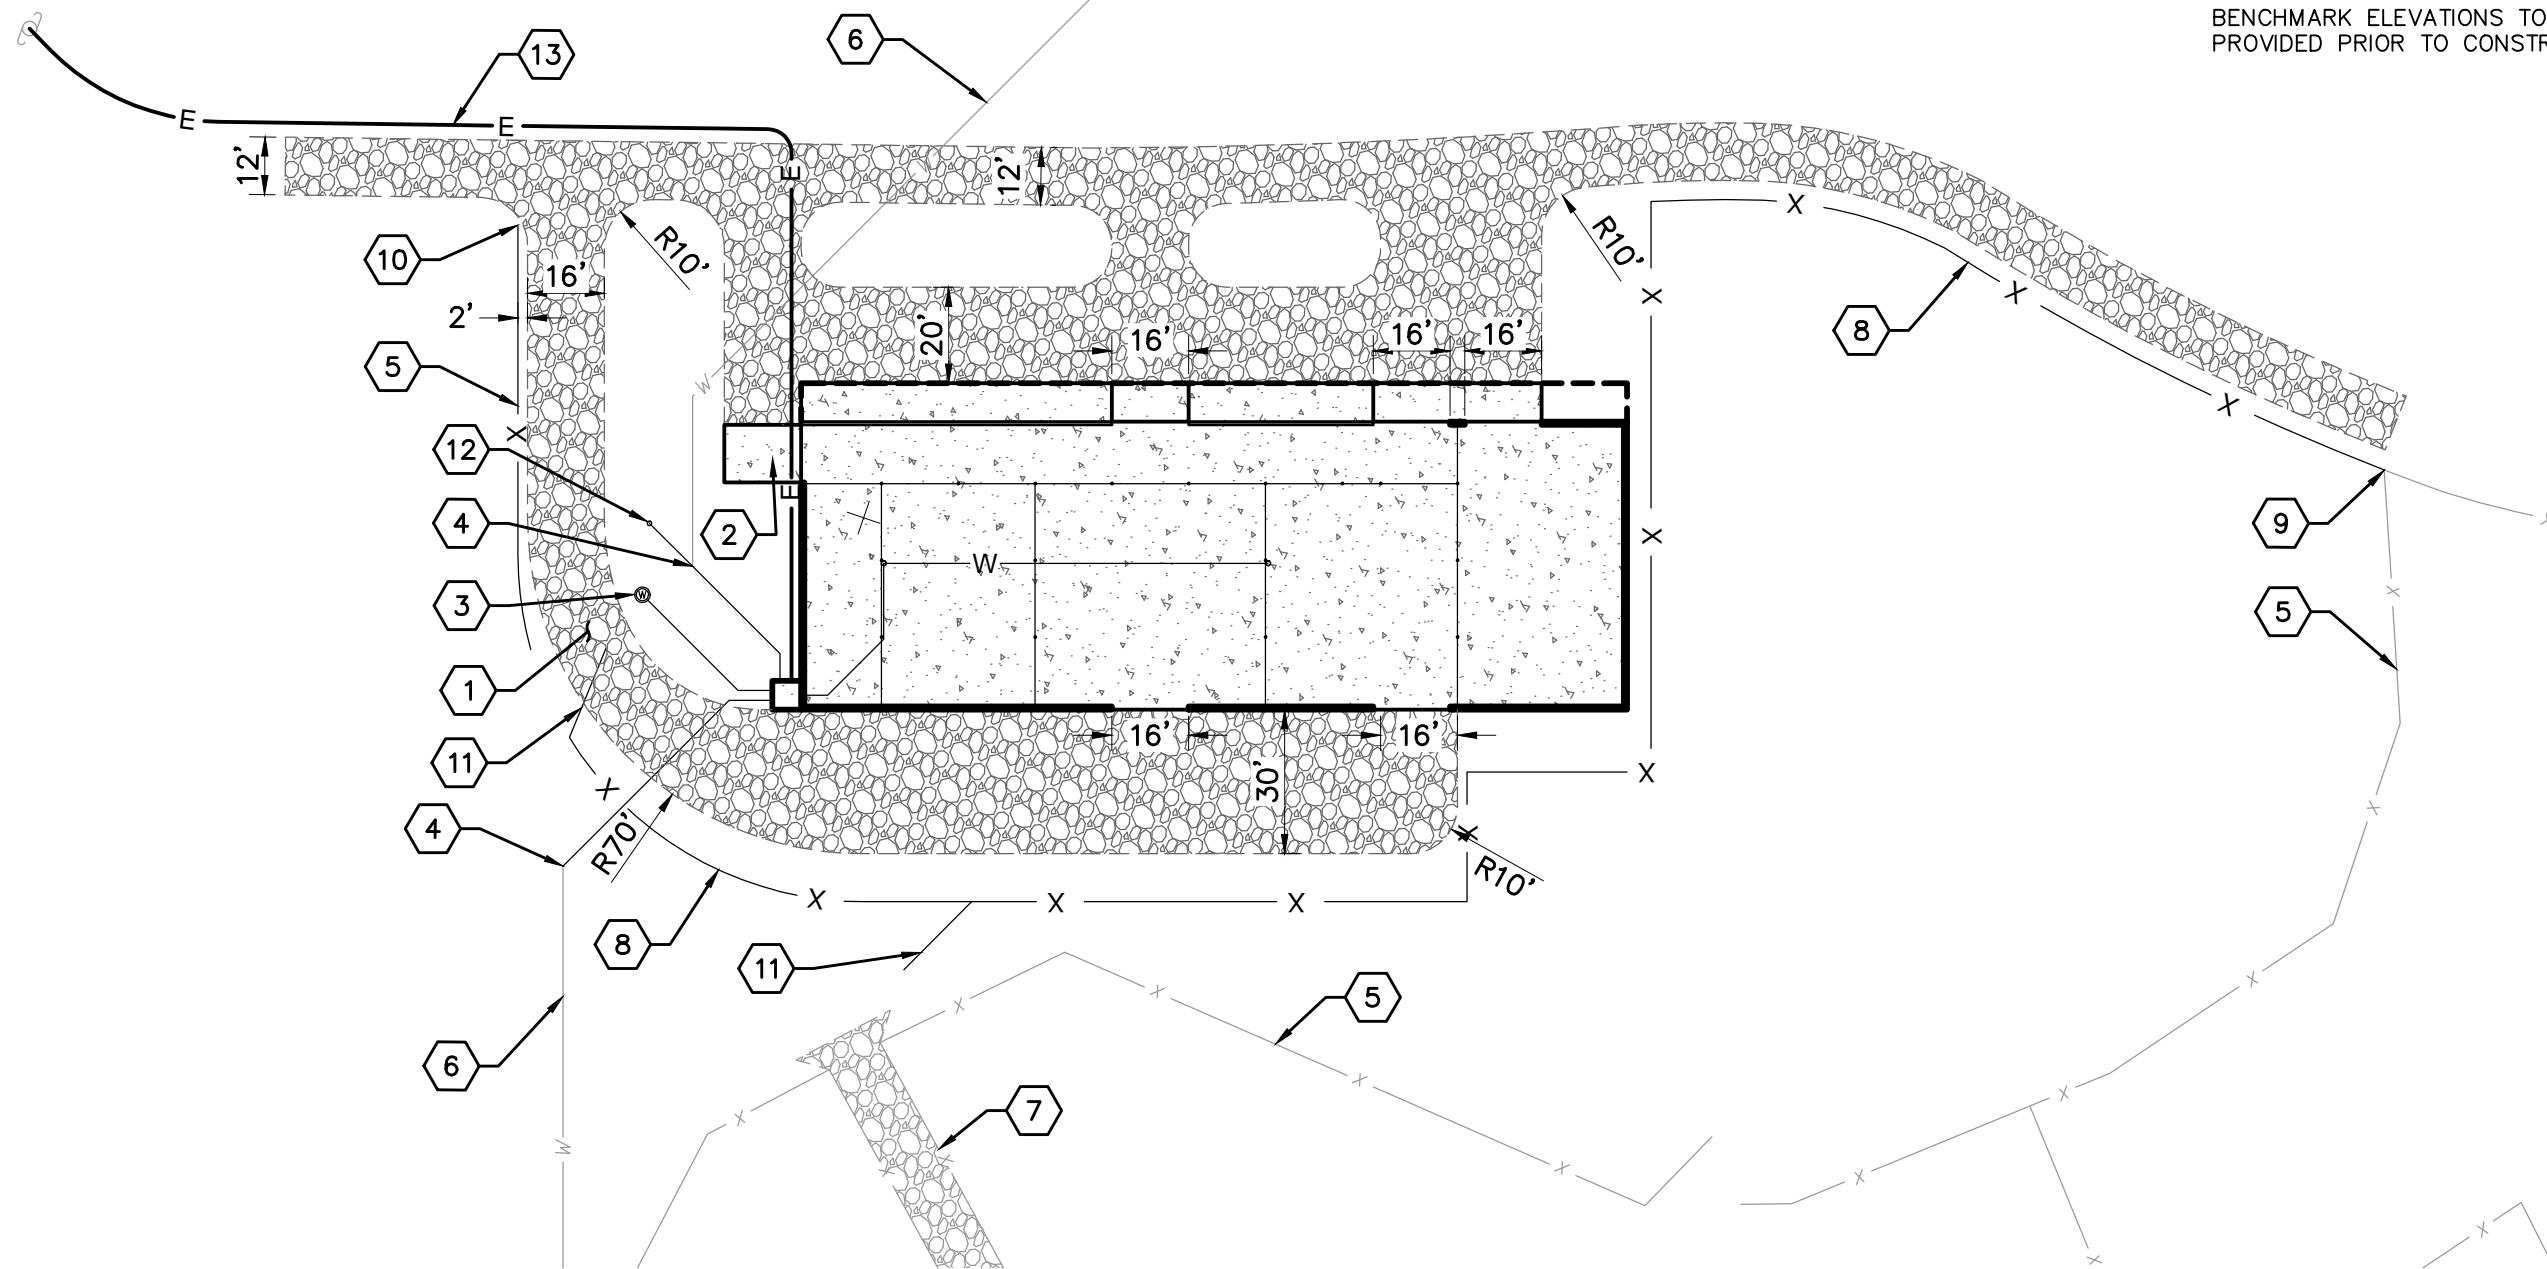 BENCHMARK ELEVATIONS TO
PROVIDED PRIOR TO CONSTR
13
6
E
E
12'
E
12'
X
R10'
R10'
10
16'
2'
8
X
X
20'
16'
16'
16'
5
W
X
X
12
E
9
4
2
X
W
X
3
5
1
11
16'
16'
X
30'
X
X
4
R70'
X
R10'
8
X
X
X
11
X
5
X
X
6
X
7
X
X
W
X
X
X
X
X
X
X